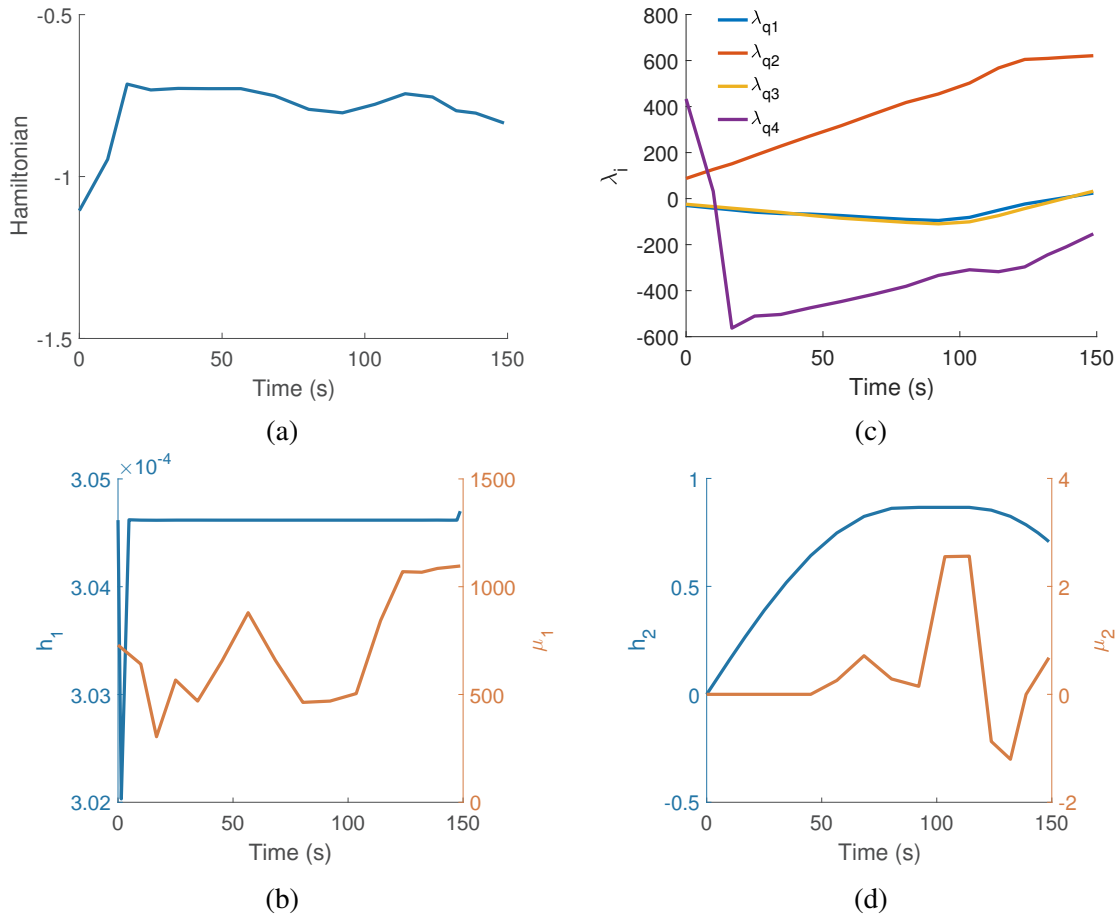 -0.5
-1
-1.5
Hamiltonian
0 50 100 150
Time (s)
(a)
800
600
400
200
0
-200
-400
-600
λ_i
λ_q1
λ_q2
λ_q3
λ_q4
0 50 100 150
Time (s)
(c)
×10^-4
3.05
3.04
3.03
3.02
h_1
1500
1000
500
0
μ_1
0 50 100 150
Time (s)
(b)
1
0.5
0
-0.5
h_2
4
2
0
-2
μ_2
0 50 100 150
Time (s)
(d)